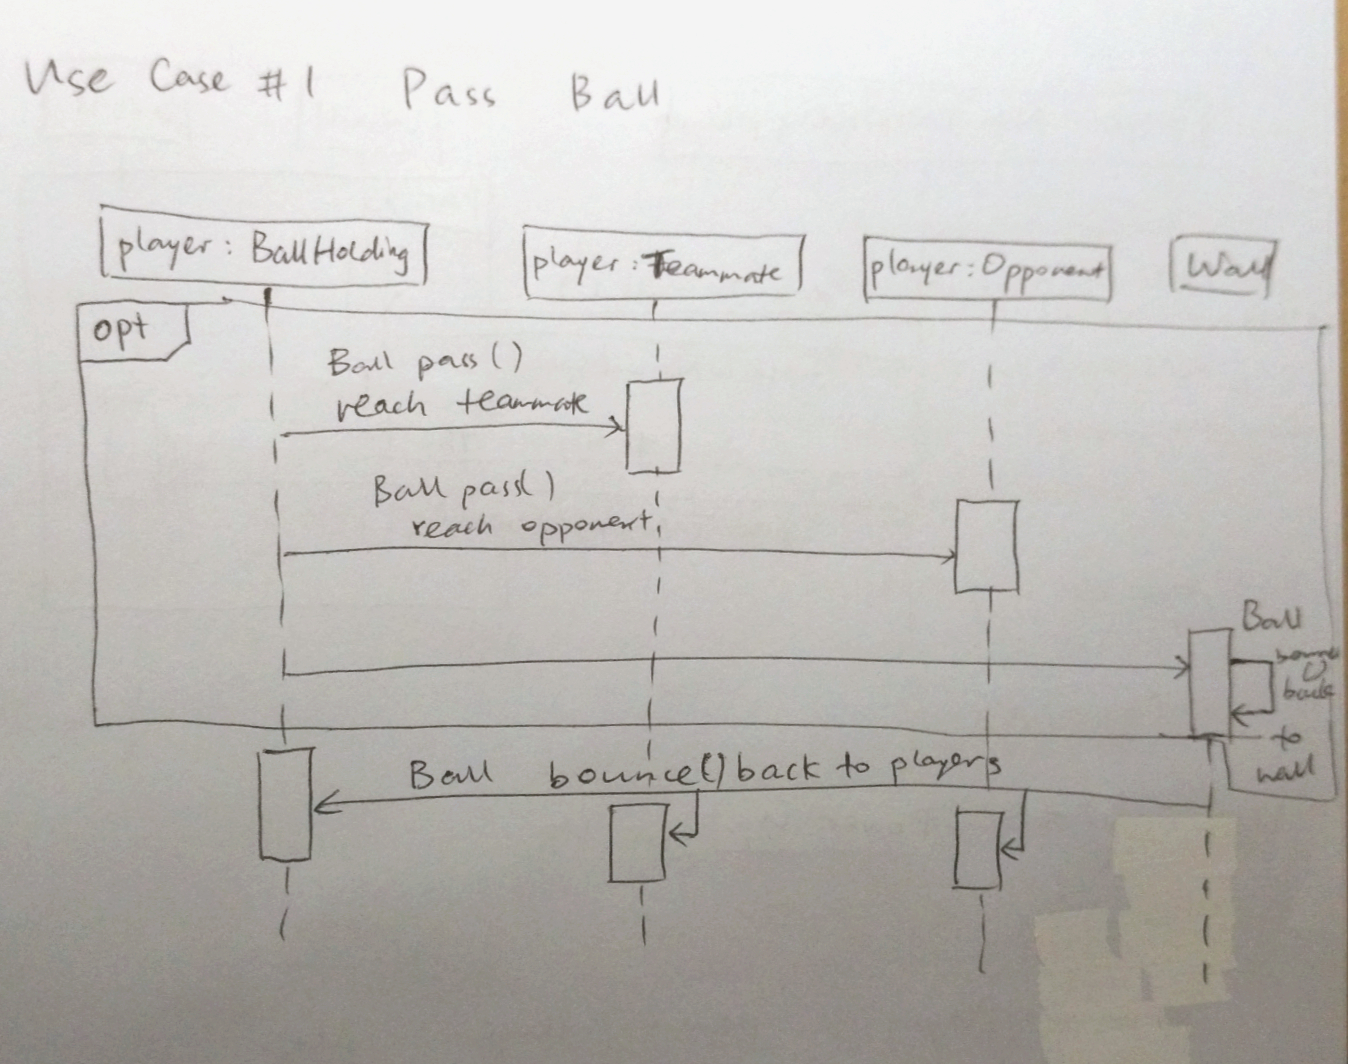 Use Case #1 Pass Ball
player: BallHolding
player: Teammate
player: Opponent
Wall
opt
Ball pass()
reach teammate
Ball pass()
reach opponent
Ball
bounce
()
back
to
wall
Ball bounce() back to players